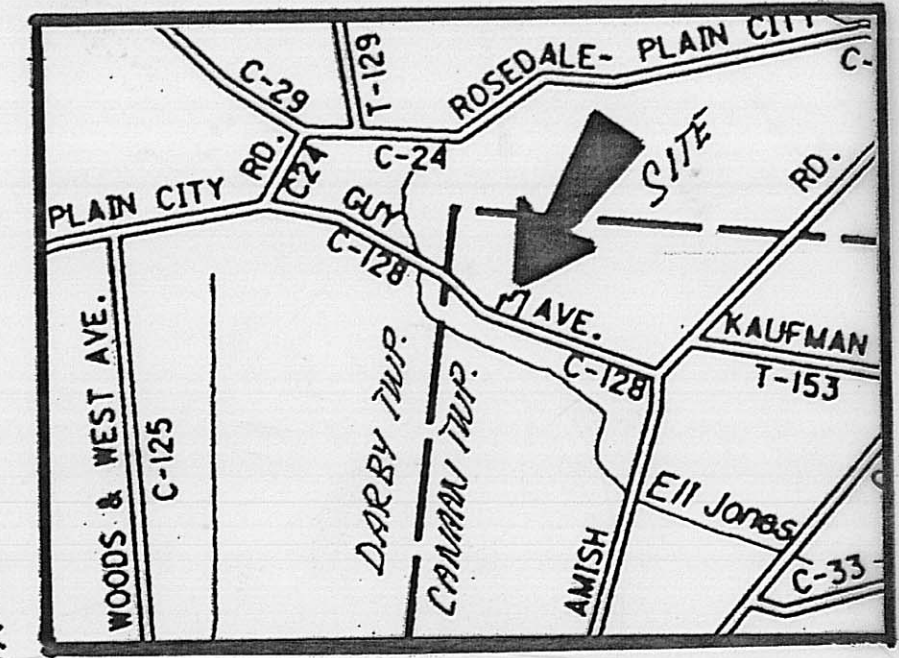 C-29
T-129
ROSEDALE- PLAIN CITY
C-
C-24
SITE
RD.
PLAIN CITY RD.
C24
GUY AVE.
C-128
KAUFMAN
T-153
C-128
WOODS & WEST AVE.
C-125
DARBY TWP.
CANAAN TWP.
Ell Jones
AMISH
C-33